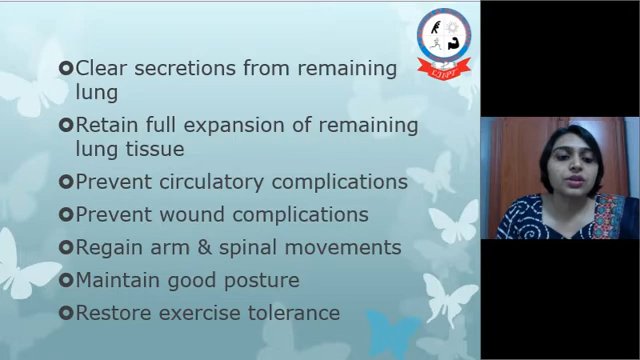 Clear secretions from remaining
lung
Retain full expansion of remaining
lung tissue
Prevent circulatory complications
Prevent wound complications
Regain arm & spinal movements
Maintain good posture
Restore exercise tolerance